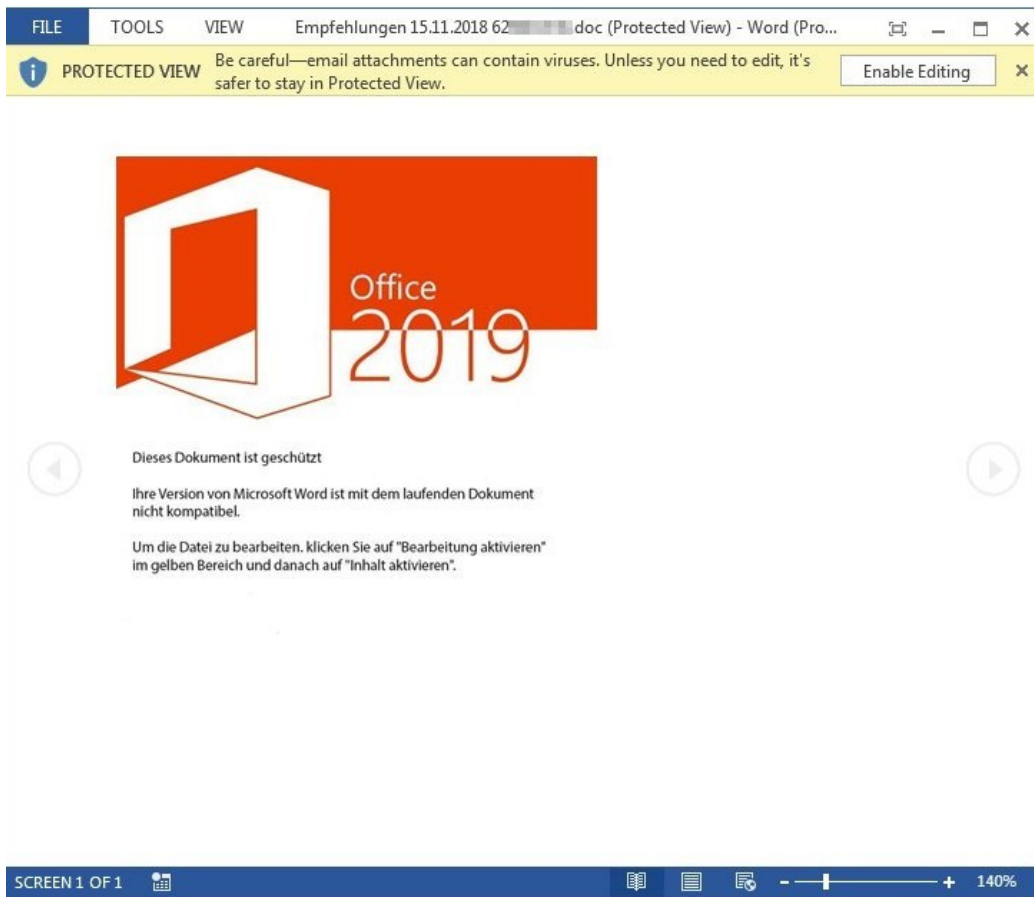 FILE TOOLS VIEW Empfehlungen 15.11.2018 62 doc (Protected View) - Word (Pro...
PROTECTED VIEW Be careful—email attachments can contain viruses. Unless you need to edit, it's
safer to stay in Protected View.
Enable Editing
Office
2019
Dieses Dokument ist geschützt
Ihre Version von Microsoft Word ist mit dem laufenden Dokument
nicht kompatibel.
Um die Datei zu bearbeiten. klicken Sie auf "Bearbeitung aktivieren"
im gelben Bereich und danach auf "Inhalt aktivieren".
SCREEN 1 OF 1 140%